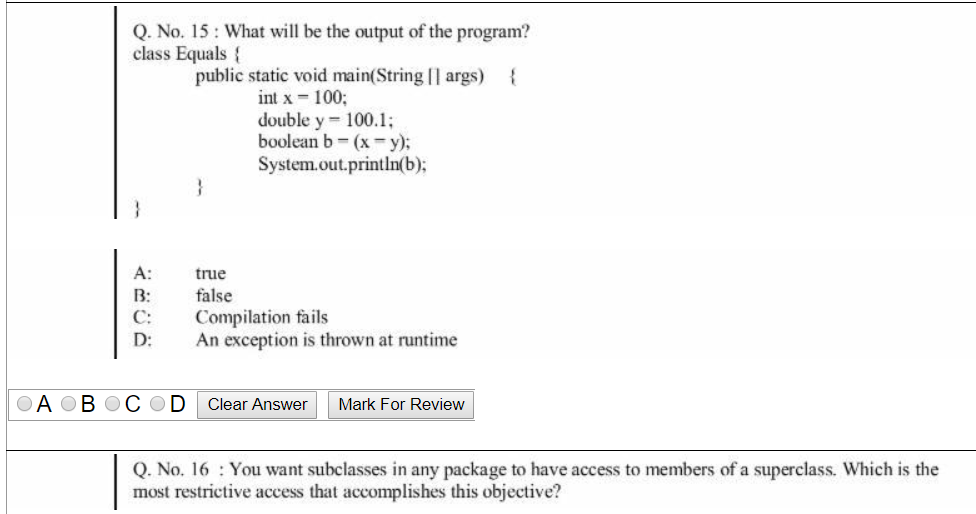 Q. No. 15 : What will be the output of the program?
class Equals {
public static void main(String [] args) {
int x = 100;
double y = 100.1;
boolean b = (x = y);
System.out.println(b);
}
}
A: true
B: false
C: Compilation fails
D: An exception is thrown at runtime
A B C D Clear Answer Mark For Review
Q. No. 16 : You want subclasses in any package to have access to members of a superclass. Which is the
most restrictive access that accomplishes this objective?